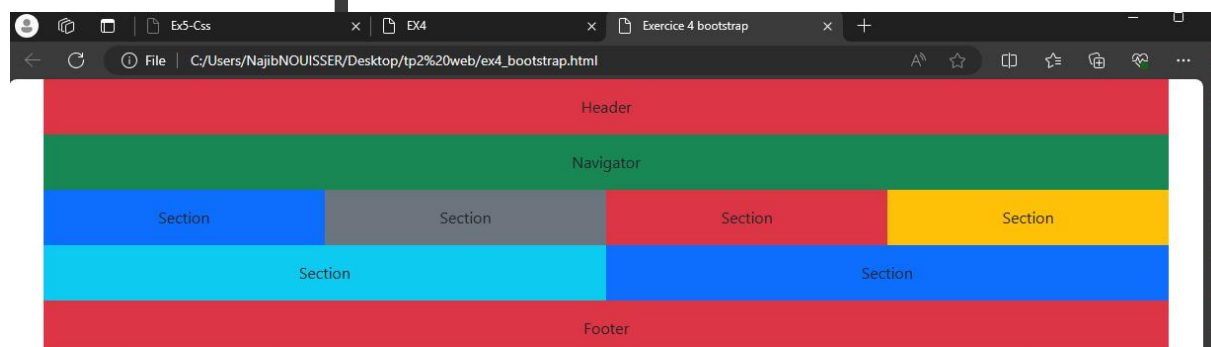 Ex5-Css EX4 Exercice 4 bootstrap
File C:/Users/NajibNOUISSER/Desktop/tp2%20web/ex4_bootstrap.html
Header
Navigator
Section Section Section Section
Section Section
Footer